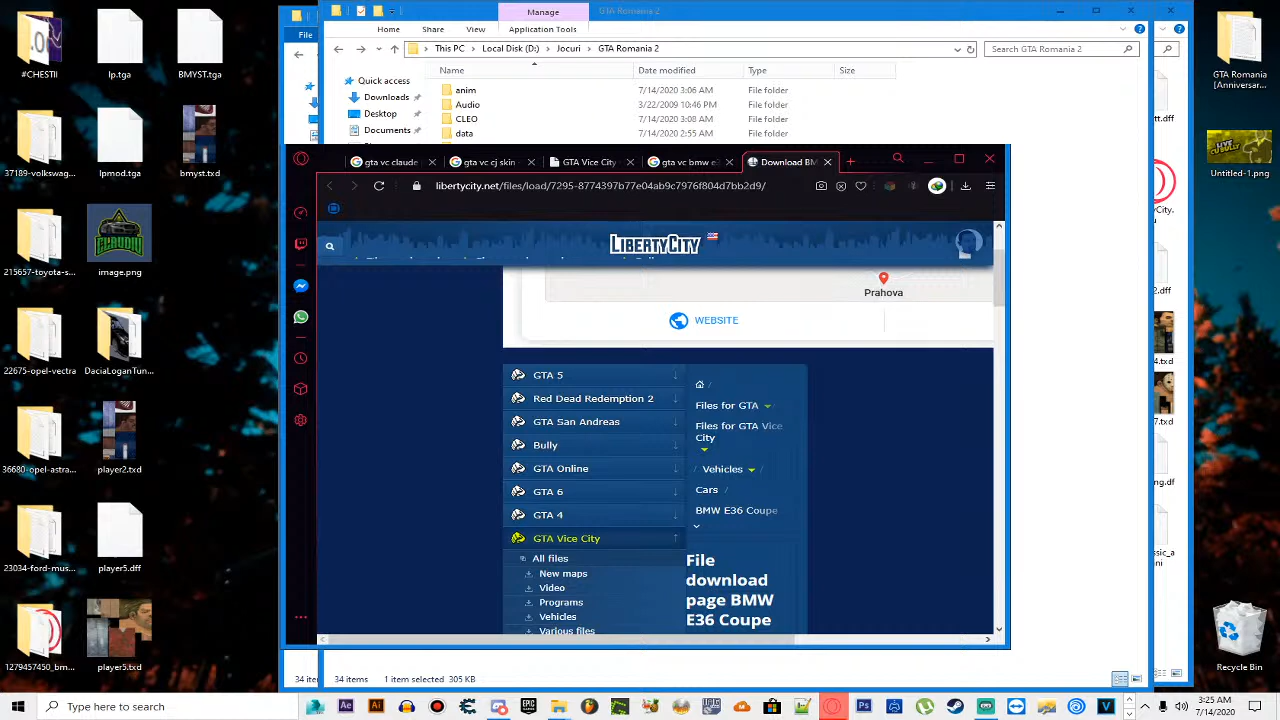 #CHESTII
lp.tga
BMYST.tga
37189-volkswag...
lpmod.tga
bmyst.txd
215657-toyota-s...
image.png
CLAUDIU
22675-opel-vectra
DaciaLoganTun...
36680-opel-astra...
player2.txd
23034-ford-mus...
player5.dff
1279457450_bm...
player5.txd
File
Manage
GTA Romania 2
Home
Share
View
Application Tools
This PC
Local Disk (D:)
Jocuri
GTA Romania 2
Search GTA Romania 2
Name
Date modified
Type
Size
Quick access
Downloads
Desktop
Documents
anim
7/14/2020 3:06 AM
File folder
Audio
3/22/2009 10:46 PM
File folder
CLEO
7/14/2020 3:08 AM
File folder
data
7/14/2020 2:55 AM
File folder
gta vc claude
gta vc cj skin
GTA Vice City
gta vc bmw e3
Download BM
libertycity.net/files/load/7295-8774397b77e04ab9c7976f804d7bb2d9/
LIBERTYCITY
Prahova
WEBSITE
GTA 5
Red Dead Redemption 2
GTA San Andreas
Bully
GTA Online
GTA 6
GTA 4
GTA Vice City
All files
New maps
Video
Programs
Vehicles
Various files
/
Files for GTA
Files for GTA Vice
City
/ Vehicles /
Cars /
BMW E36 Coupe
File
download
page BMW
E36 Coupe
34 iter
34 items
1 item selected 305 KB
GTA Romania
[Anniversar...
LIVE
CU BULLY
Untitled-1.png
Recycle Bin
Type here to search
3:25 AM
7/14/2020